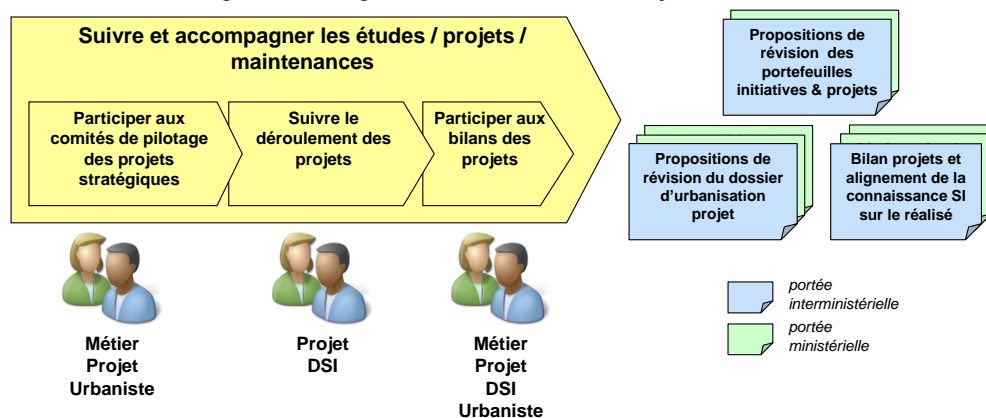 Suivre et accompagner les études / projets /
maintenances
Participer aux
comités de pilotage
des projets
stratégiques
Suivre le
déroulement des
projets
Participer aux
bilans des
projets
Propositions de
révision des
portefeuilles
initiatives & projets
Propositions de
révision du dossier
d'urbanisation
projet
Bilan projets et
alignement de la
connaissance SI
sur le réalisé
Métier
Projet
Urbaniste
Projet
DSI
Métier
Projet
DSI
Urbaniste
portée
interministérielle
portée
ministérielle